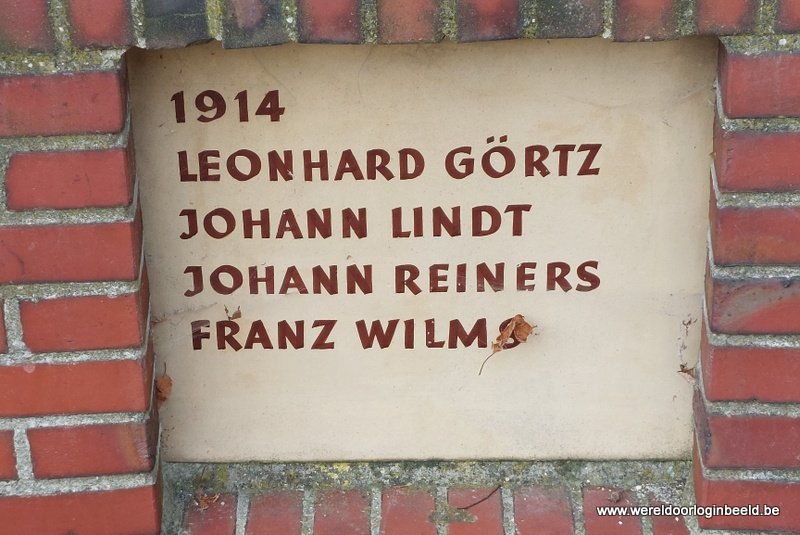 1914
LEONHARD GÖRTZ
JOHANN LINDT
JOHANN REINERS
FRANZ WILMS
www.wereldoorloginbeeld.be